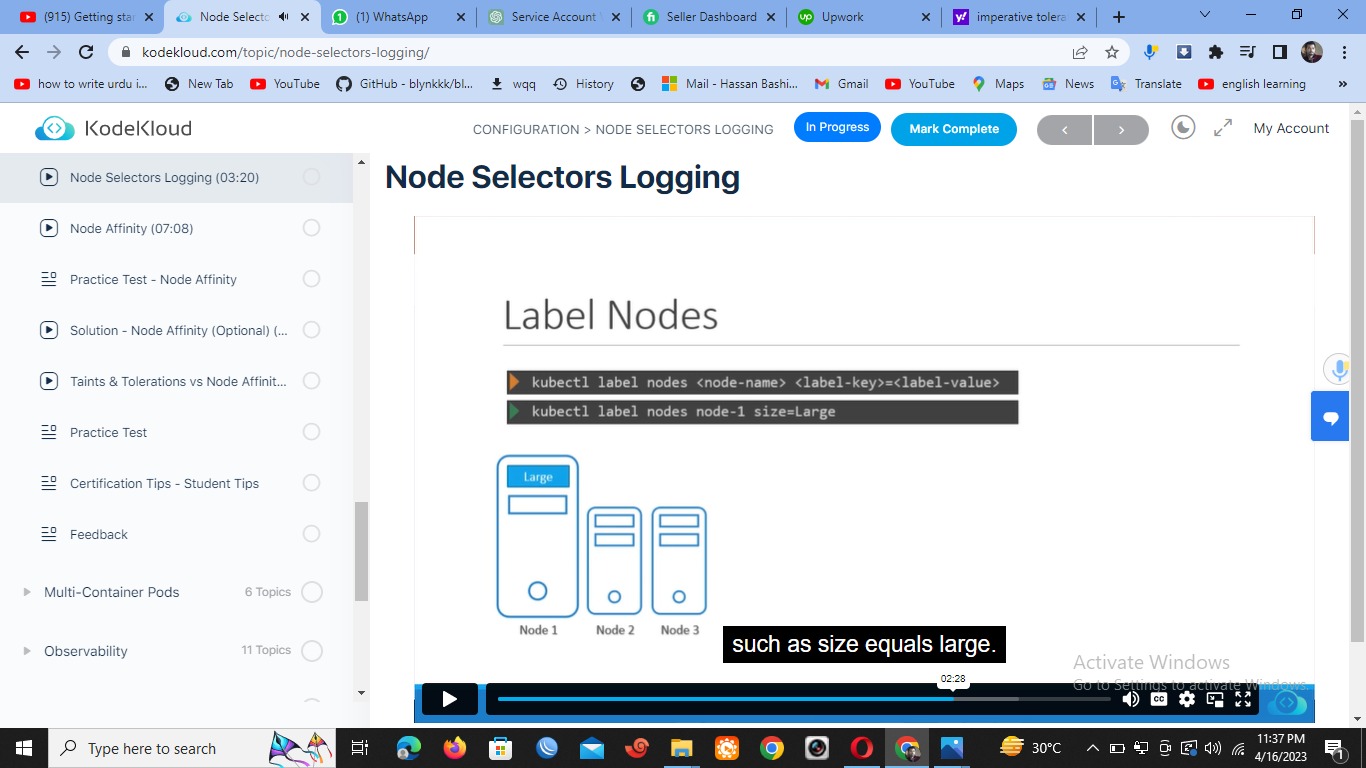 (915) Getting star
Node Selecto
(1) WhatsApp
Service Account
Seller Dashboard
Upwork
imperative tolera
kodekloud.com/topic/node-selectors-logging/
how to write urdu i...
New Tab
YouTube
GitHub - blynkkk/bl...
wqq
History
Mail - Hassan Bashi...
Gmail
YouTube
Maps
News
Translate
english learning
»
KodeKloud
CONFIGURATION > NODE SELECTORS LOGGING
In Progress
Mark Complete
My Account
Node Selectors Logging (03:20)
Node Affinity (07:08)
Practice Test - Node Affinity
Solution - Node Affinity (Optional) (...
Taints & Tolerations vs Node Affinit...
Practice Test
Certification Tips - Student Tips
Feedback
Multi-Container Pods 6 Topics
Observability 11 Topics
Node Selectors Logging
Label Nodes
kubectl label nodes <node-name> <label-key>=<label-value>
kubectl label nodes node-1 size=Large
Large
Node 1
Node 2
Node 3
such as size equals large.
Activate Windows
Go to Settings to activate Windows.
02:28
CC
Type here to search
30°C
11:37 PM
4/16/2023
1